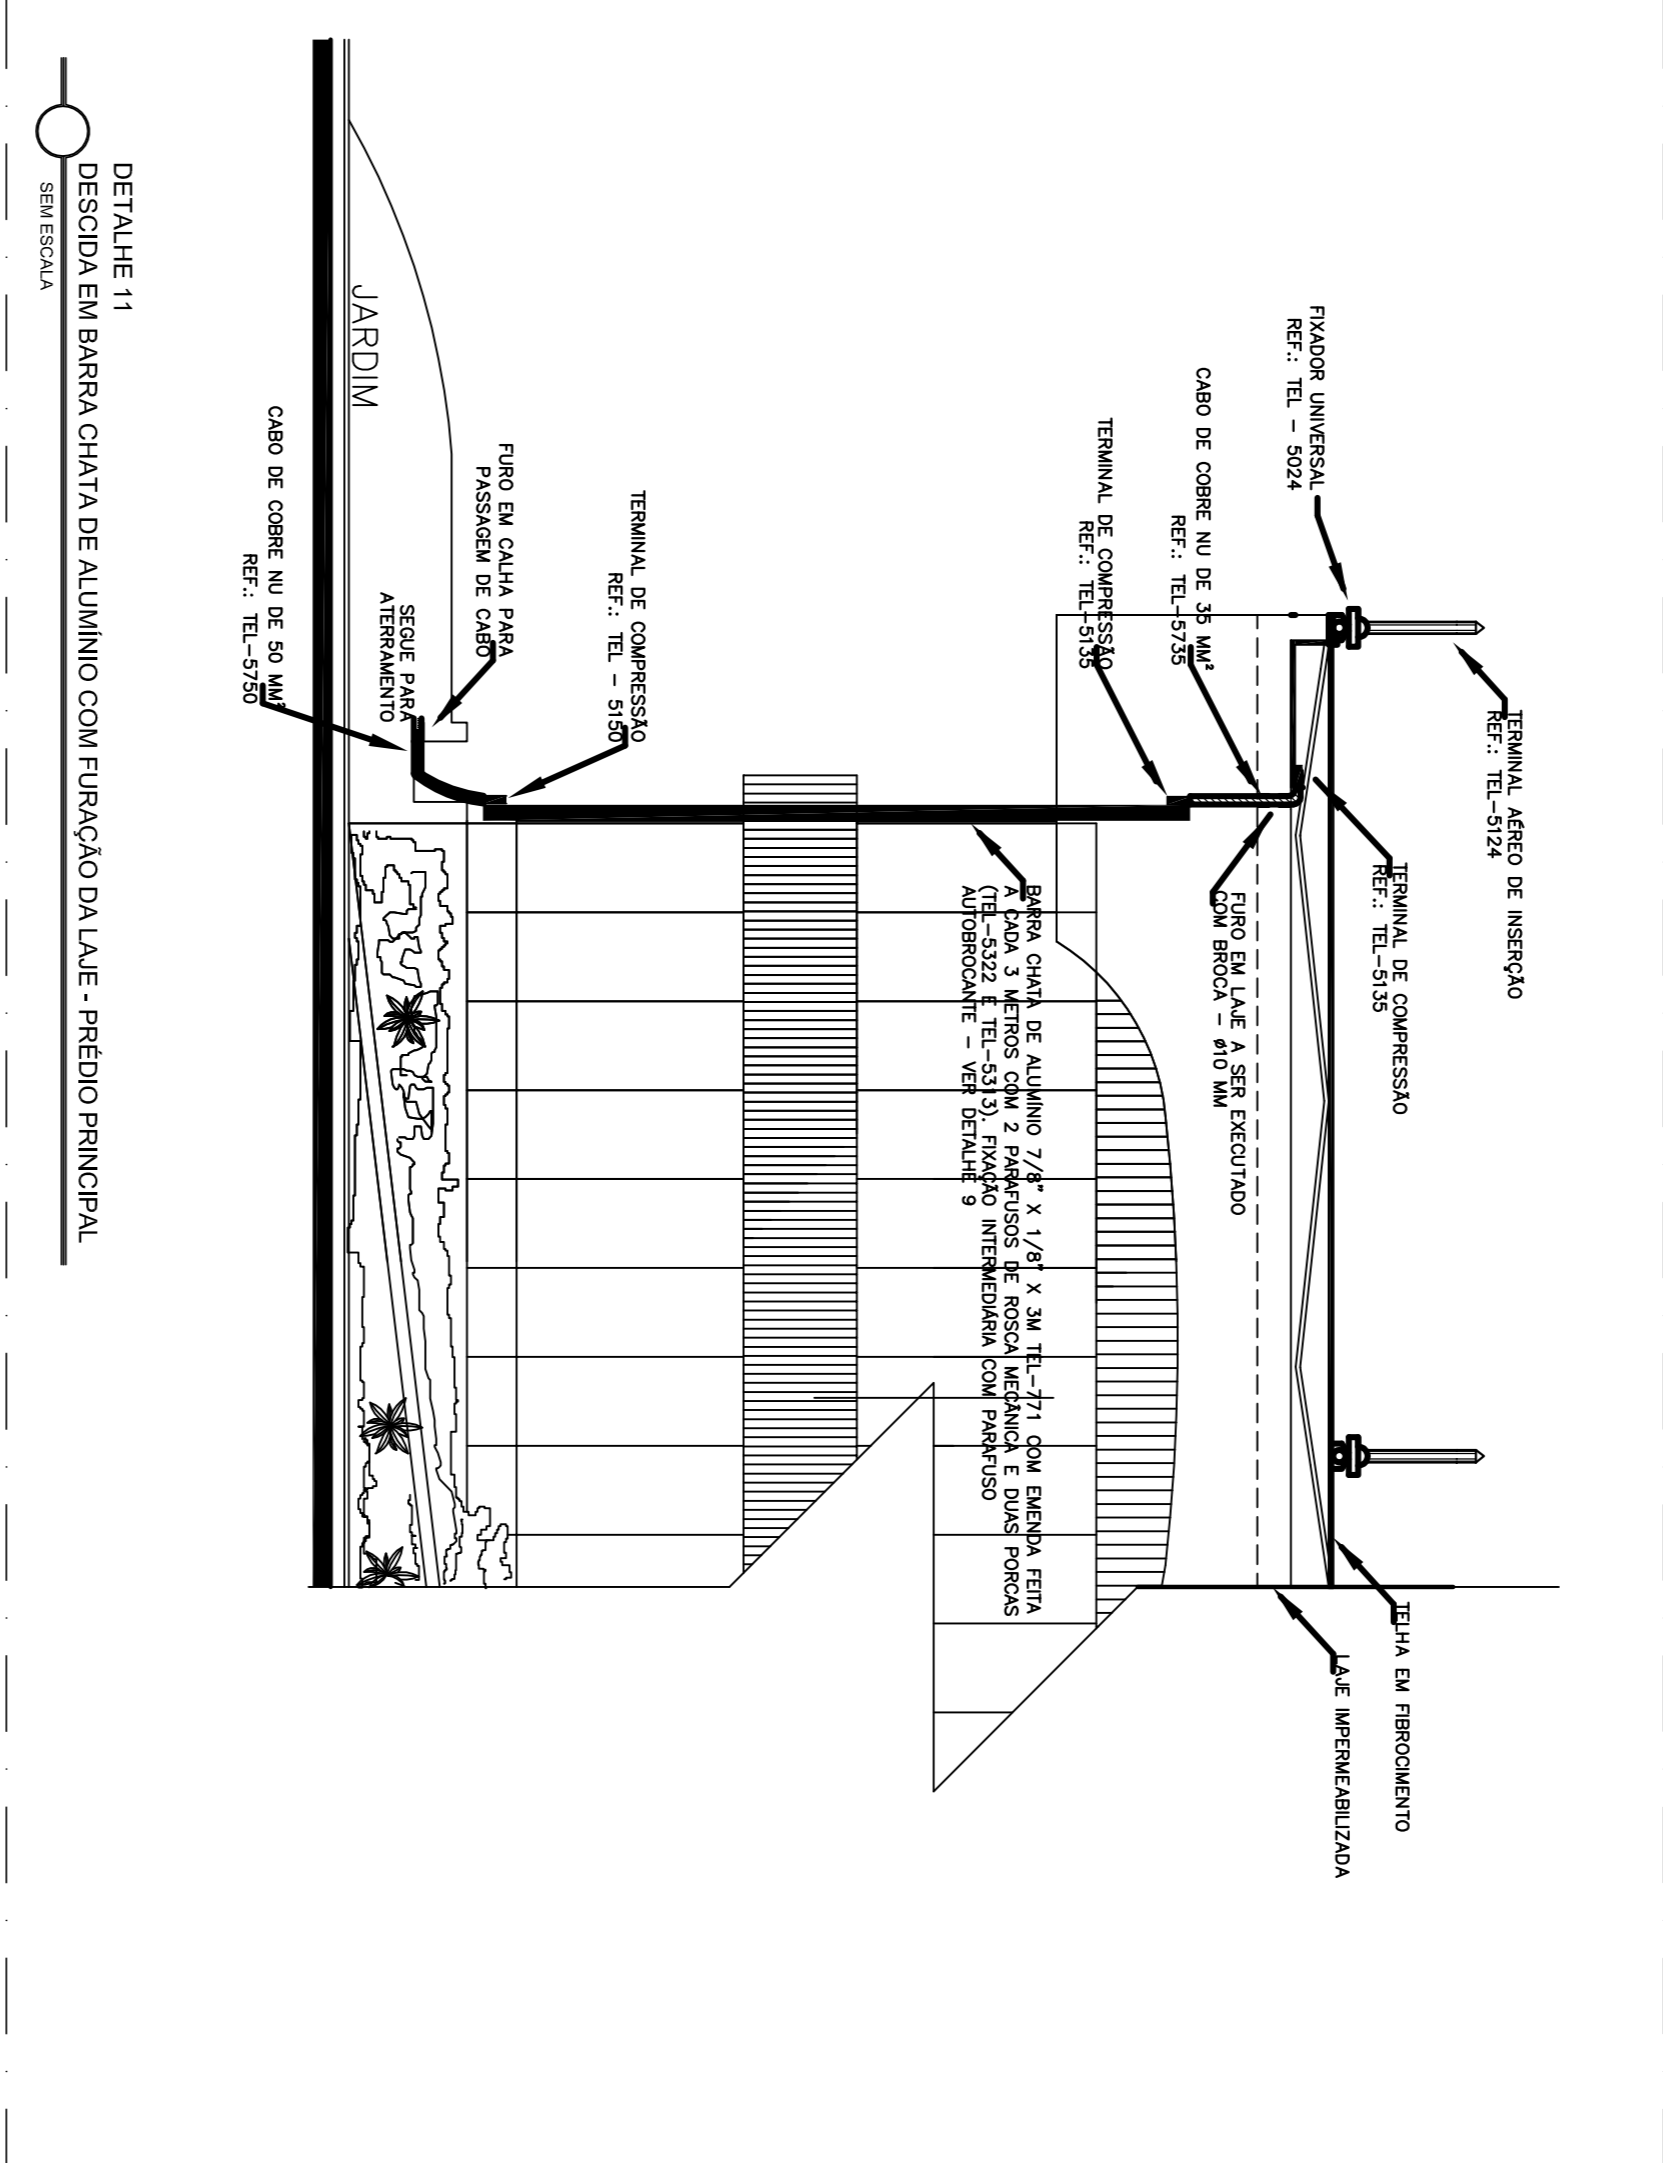 TERMINAL AÉREO DE INSERÇÃO
REF.: TEL-5124
FIXADOR UNIVERSAL
REF.: TEL - 5024
TERMINAL DE COMPRESSÃO
REF.: TEL-5135
TELHA EM FIBROCIMENTO
LAJE IMPERMEABILIZADA
CABO DE COBRE NU DE 35 MM²
REF.: TEL-5735
FURO EM LAJE A SER EXECUTADO
COM BROCA - Ø10 MM
TERMINAL DE COMPRESSÃO
REF.: TEL-5135
BARRA CHATA DE ALUMÍNIO 7/8" X 1/8" X 3M TEL-771 COM EMENDA FEITA
A CADA 3 METROS COM 2 PARAFUSOS DE ROSCA MECÂNICA E DUAS PORCAS
(TEL-5322 E TEL-5313). FIXAÇÃO INTERMEDIÁRIA COM PARAFUSO
AUTOBROCANTE - VER DETALHE 9
TERMINAL DE COMPRESSÃO
REF.: TEL - 5150
FURO EM CALHA PARA
PASSAGEM DE CABO
SEGUE PARA
ATERRAMENTO
JARDIM
CABO DE COBRE NU DE 50 MM²
REF.: TEL-5750
DETALHE 11
DESCIDA EM BARRA CHATA DE ALUMÍNIO COM FURAÇÃO DA LAJE - PRÉDIO PRINCIPAL
SEM ESCALA